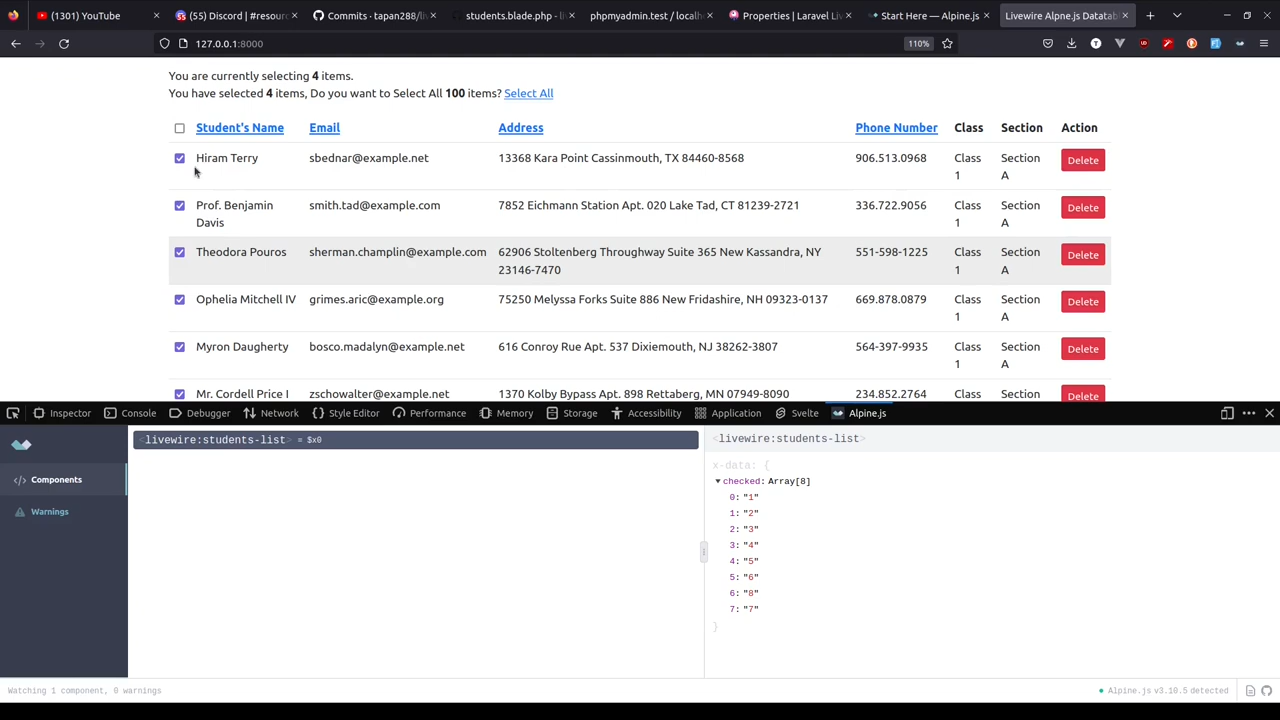 (1301) YouTube
(55) Discord | #resour
Commits · tapan288/li
students.blade.php - li
phpmyadmin.test / localh
Properties | Laravel Liv
Start Here — Alpine.js
Livewire Alpne.js Datatab
127.0.0.1:8000
110%
You are currently selecting 4 items.
You have selected 4 items, Do you want to Select All 100 items? Select All
Student's Name Email Address Phone Number Class Section Action
Hiram Terry sbednar@example.net 13368 Kara Point Cassinmouth, TX 84460-8568 906.513.0968 Class 1 Section A Delete
Prof. Benjamin Davis smith.tad@example.com 7852 Eichmann Station Apt. 020 Lake Tad, CT 81239-2721 336.722.9056 Class 1 Section A Delete
Theodora Pouros sherman.champlin@example.com 62906 Stoltenberg Throughway Suite 365 New Kassandra, NY 23146-7470 551-598-1225 Class 1 Section A Delete
Ophelia Mitchell IV grimes.aric@example.org 75250 Melyssa Forks Suite 886 New Fridashire, NH 09323-0137 669.878.0879 Class 1 Section A Delete
Myron Daugherty bosco.madalyn@example.net 616 Conroy Rue Apt. 537 Dixiemouth, NJ 38262-3807 564-397-9935 Class 1 Section A Delete
Mr. Cordell Price I zschowalter@example.net 1370 Kolby Bypass Apt. 898 Rettaberg, MN 07949-8090 234.852.2764 Class Section Delete
Inspector Console Debugger Network Style Editor Performance Memory Storage Accessibility Application Svelte Alpine.js
Components
Warnings
<livewire:students-list> = $x0
<livewire:students-list>
x-data: {
checked: Array[8]
0: "1"
1: "2"
2: "3"
3: "4"
4: "5"
5: "6"
6: "8"
7: "7"
}
Watching 1 component, 0 warnings
Alpine.js v3.10.5 detected